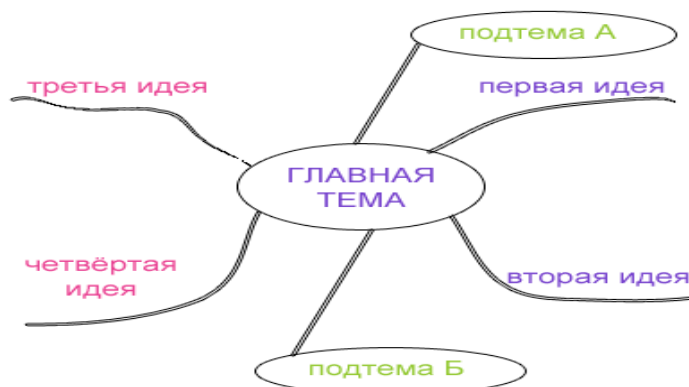 подтема А
третья идея
первая идея
ГЛАВНАЯ
ТЕМА
четвёртая
идея
вторая идея
подтема Б